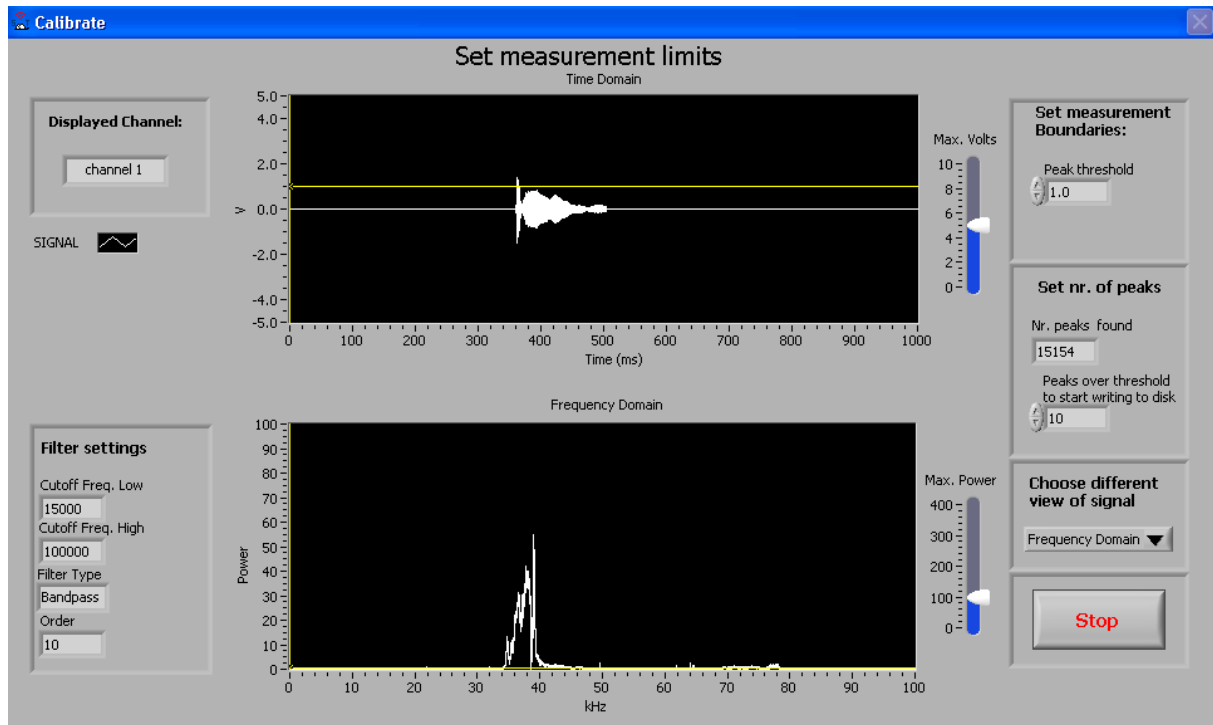 Calibrate
Set measurement limits
Time Domain
Displayed Channel:
channel 1
SIGNAL
5.0
4.0
2.0
0.0
-2.0
-4.0
-5.0
V
0 100 200 300 400 500 600 700 800 900 1000
Time (ms)
Max. Volts
10
8
6
4
2
0
Set measurement
Boundaries:
Peak threshold
1.0
Set nr. of peaks
Nr. peaks found
15154
Peaks over threshold
to start writing to disk
10
Filter settings
Cutoff Freq. Low
15000
Cutoff Freq. High
100000
Filter Type
Bandpass
Order
10
Frequency Domain
100
90
80
70
60
50
40
30
20
10
0
Power
0 10 20 30 40 50 60 70 80 90 100
kHz
Max. Power
400
300
200
100
0
Choose different
view of signal
Frequency Domain
Stop